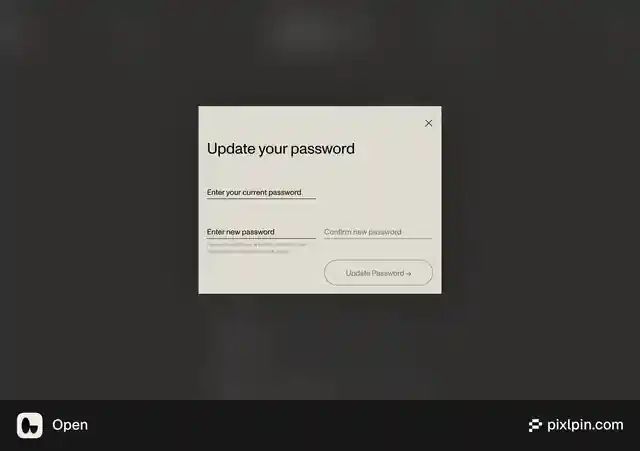 Update your password
Enter your current password
Enter new password
Confirm new password
Update Password →
Open
pixlpin.com